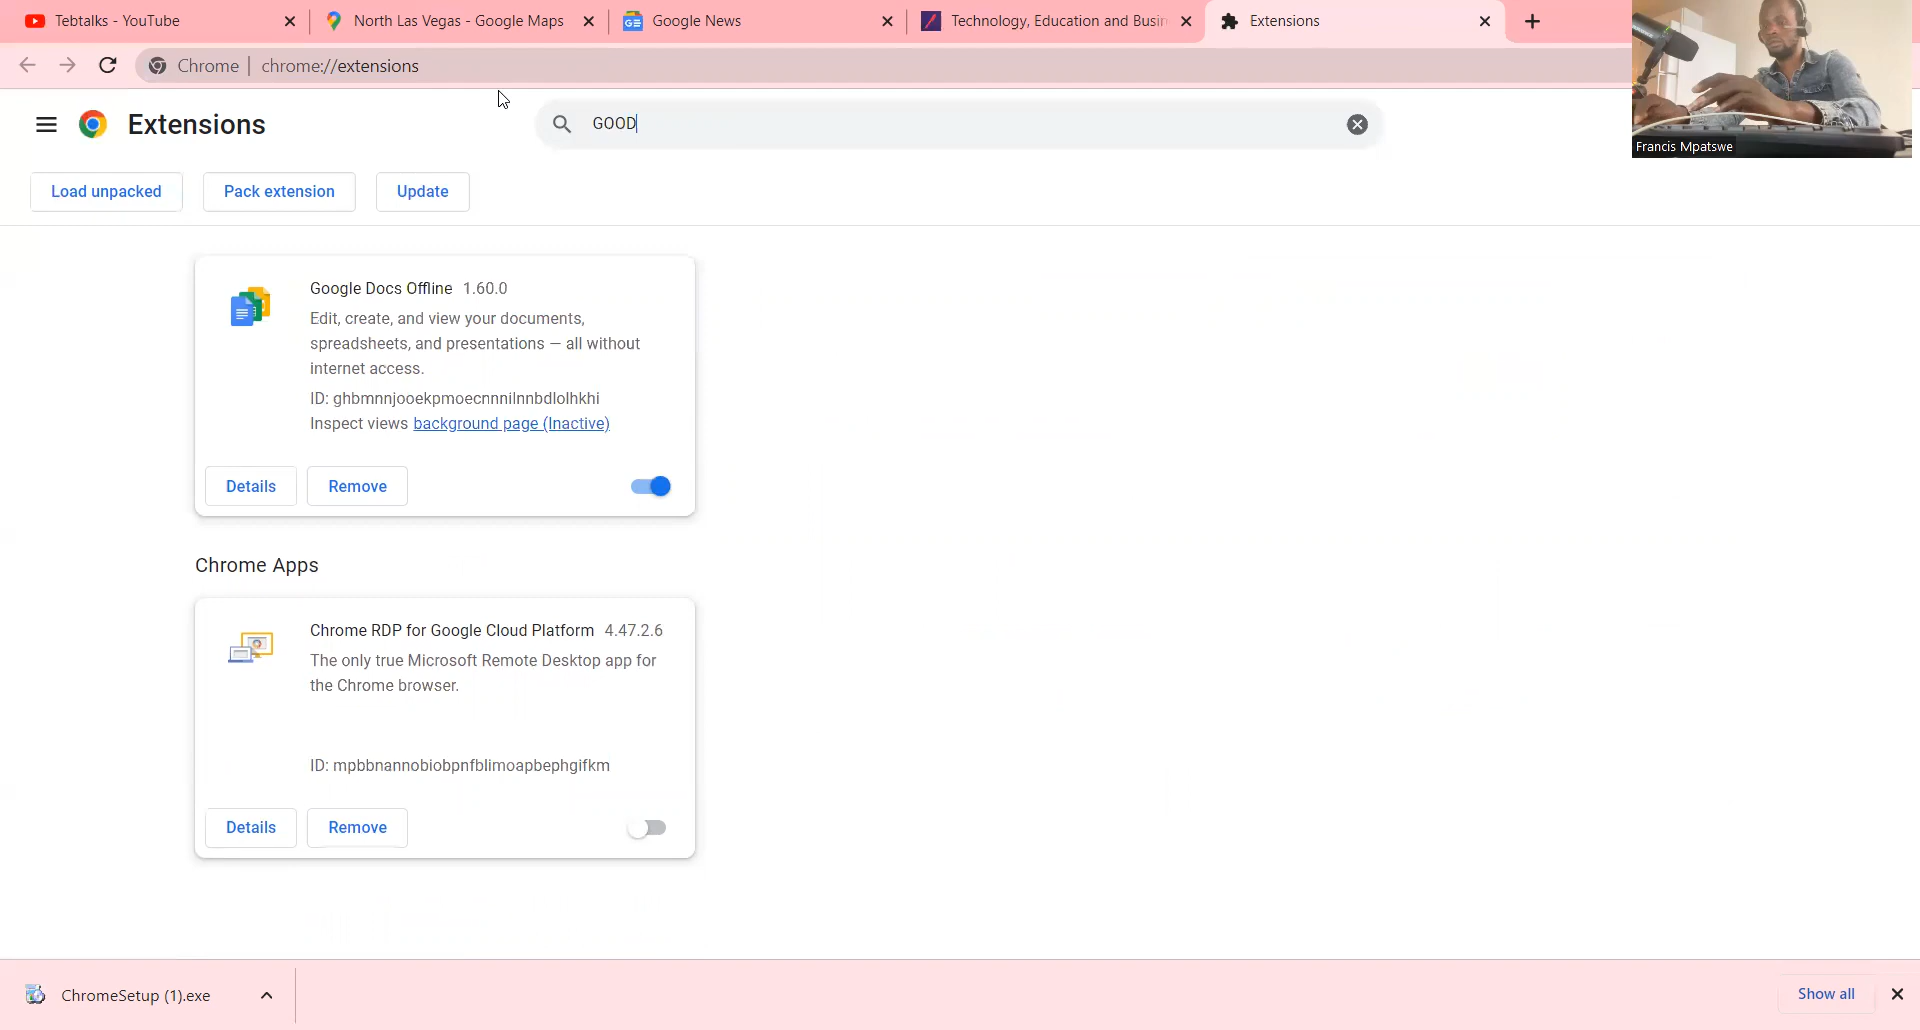 Tebtalks - YouTube
North Las Vegas - Google Maps
Google News
Technology, Education and Busin
Extensions
Chrome | chrome://extensions
Francis Mpatswe
Extensions
GOOD
Load unpacked
Pack extension
Update
Google Docs Offline 1.60.0
Edit, create, and view your documents,
spreadsheets, and presentations — all without
internet access.
ID: ghbmnnjooekpmoecnnnilnnbdlolhkhi
Inspect views background page (Inactive)
Details
Remove
Chrome Apps
Chrome RDP for Google Cloud Platform 4.47.2.6
The only true Microsoft Remote Desktop app for
the Chrome browser.
ID: mpbbnannobiobpnfblimoapbephgifkm
Details
Remove
ChromeSetup (1).exe
Show all